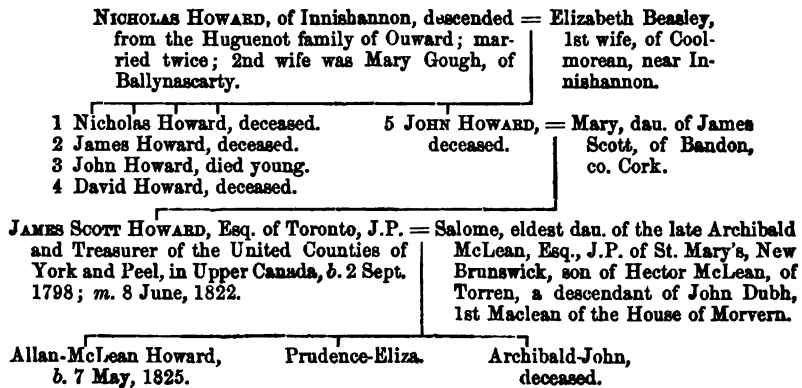 NICHOLAS HOWARD, of Innishannon, descended = Elizabeth Beasley,
from the Huguenot family of Ouward; mar- 1st wife, of Cool-
ried twice; 2nd wife was Mary Gough, of morean, near In-
Ballynascarty. nishannon.
1 Nicholas Howard, deceased. 5 JOHN HOWARD, = Mary, dau. of James
2 James Howard, deceased. deceased. Scott, of Bandon,
3 John Howard, died young. co. Cork.
4 David Howard, deceased.
JAMES SCOTT HOWARD, Esq. of Toronto, J.P. = Salome, eldest dau. of the late Archibald
and Treasurer of the United Counties of McLean, Esq., J.P. of St. Mary's, New
York and Peel, in Upper Canada, b. 2 Sept. Brunswick, son of Hector McLean, of
1798; m. 8 June, 1822. Torren, a descendant of John Dubh,
1st Maclean of the House of Morvern.
Allan-McLean Howard, Prudence-Eliza. Archibald-John,
b. 7 May, 1825. deceased.